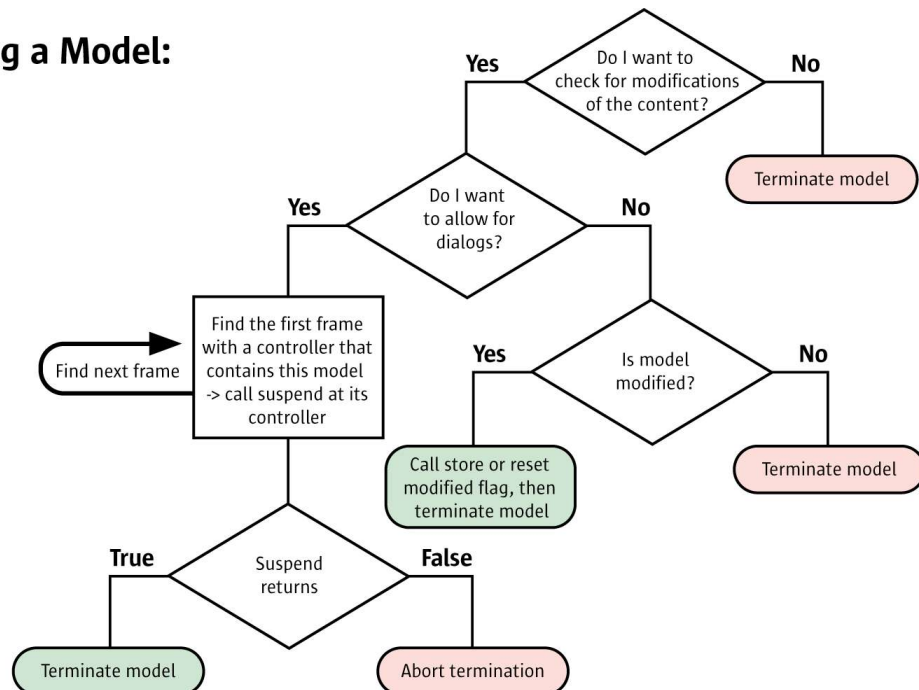 g a Model:
Do I want to
check for modifications
of the content?
Yes
No
Terminate model
Do I want
to allow for
dialogs?
Yes
No
Find the first frame
with a controller that
contains this model
-> call suspend at its
controller
Find next frame
Is model
modified?
Yes
No
Call store or reset
modified flag, then
terminate model
Terminate model
Suspend
returns
True
False
Terminate model
Abort termination